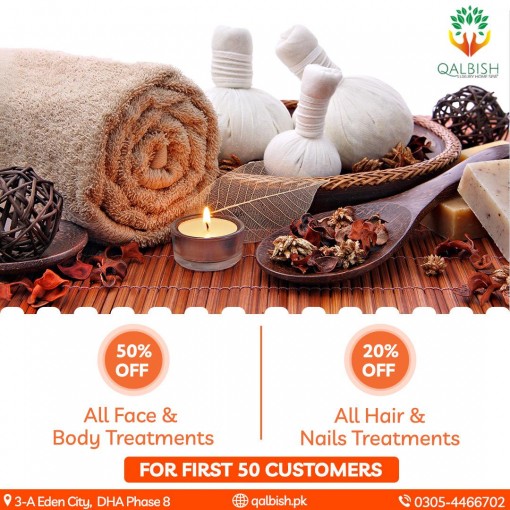 QALBISH
50%
OFF
All Face &
Body Treatments
20%
OFF
All Hair &
Nails Treatments
FOR FIRST 50 CUSTOMERS
3-A Eden City, DHA Phase 8
qalbish.pk
0305-4466702